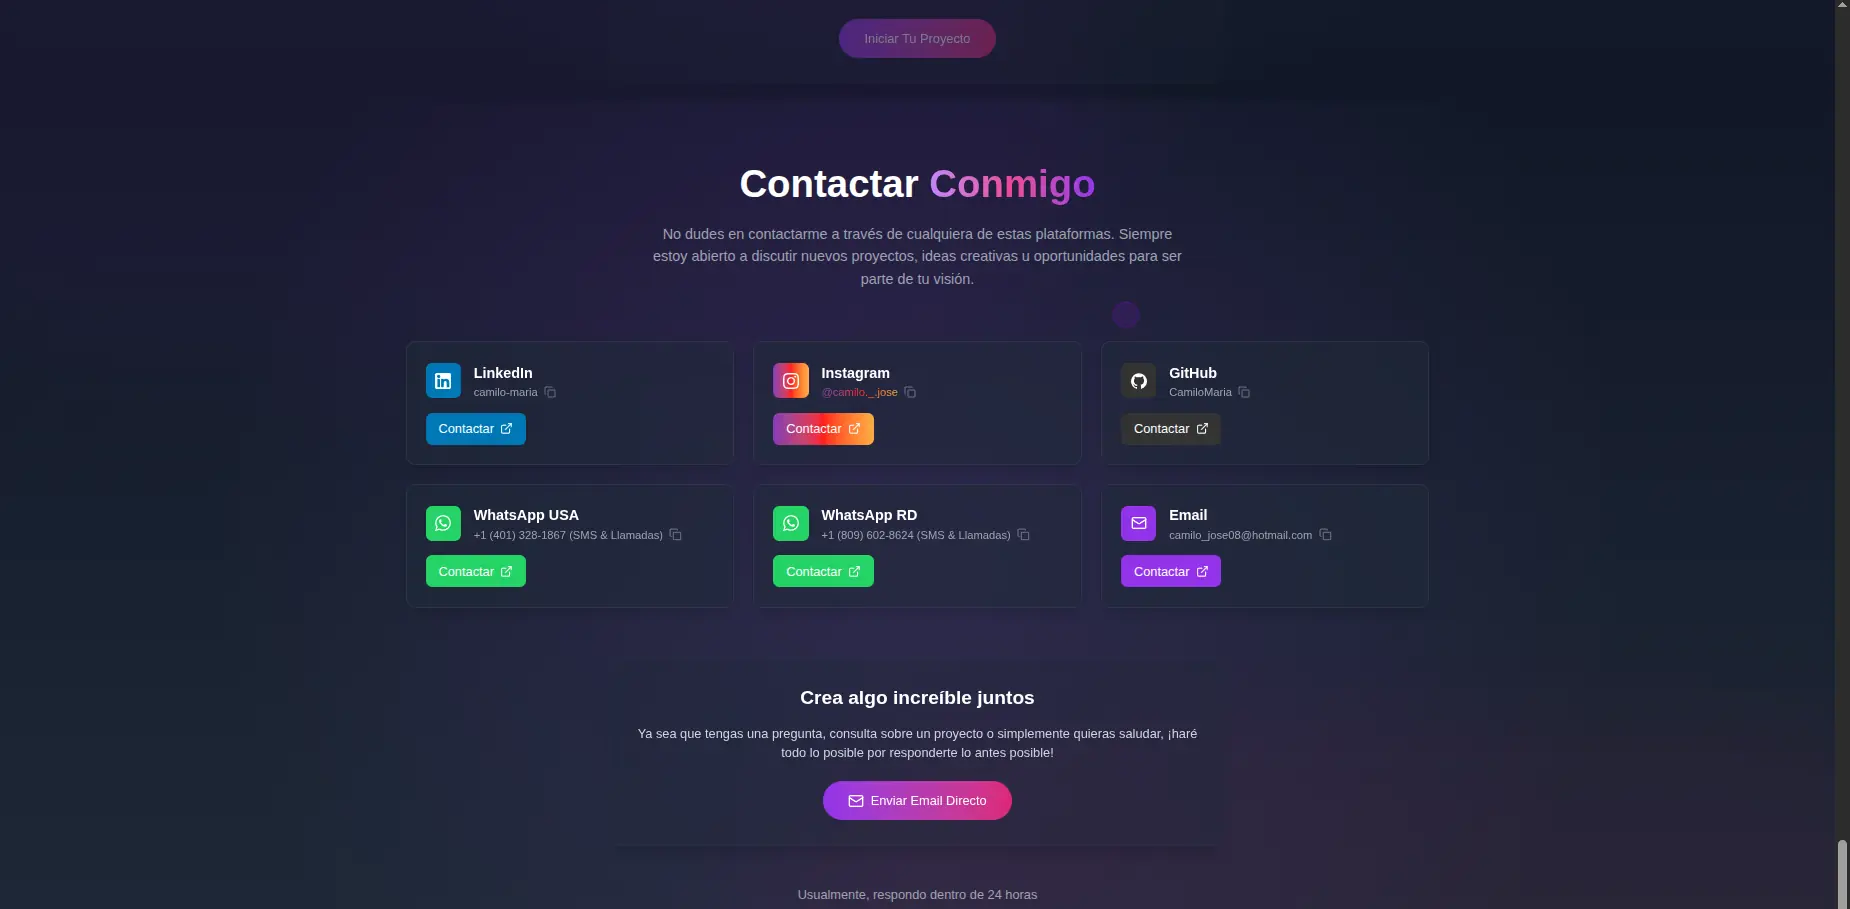 Iniciar Tu Proyecto
Contactar Conmigo
No dudes en contactarme a través de cualquiera de estas plataformas. Siempre
estoy abierto a discutir nuevos proyectos, ideas creativas u oportunidades para ser
parte de tu visión.
LinkedIn
camilo-maria
Contactar
Instagram
@camilo._.jose
Contactar
GitHub
CamiloMaria
Contactar
WhatsApp USA
+1 (401) 328-1867 (SMS & Llamadas)
Contactar
WhatsApp RD
+1 (809) 602-8624 (SMS & Llamadas)
Contactar
Email
camilo_jose08@hotmail.com
Contactar
Crea algo increíble juntos
Ya sea que tengas una pregunta, consulta sobre un proyecto o simplemente quieras saludar, ¡haré
todo lo posible por responderte lo antes posible!
Enviar Email Directo
Usualmente, respondo dentro de 24 horas